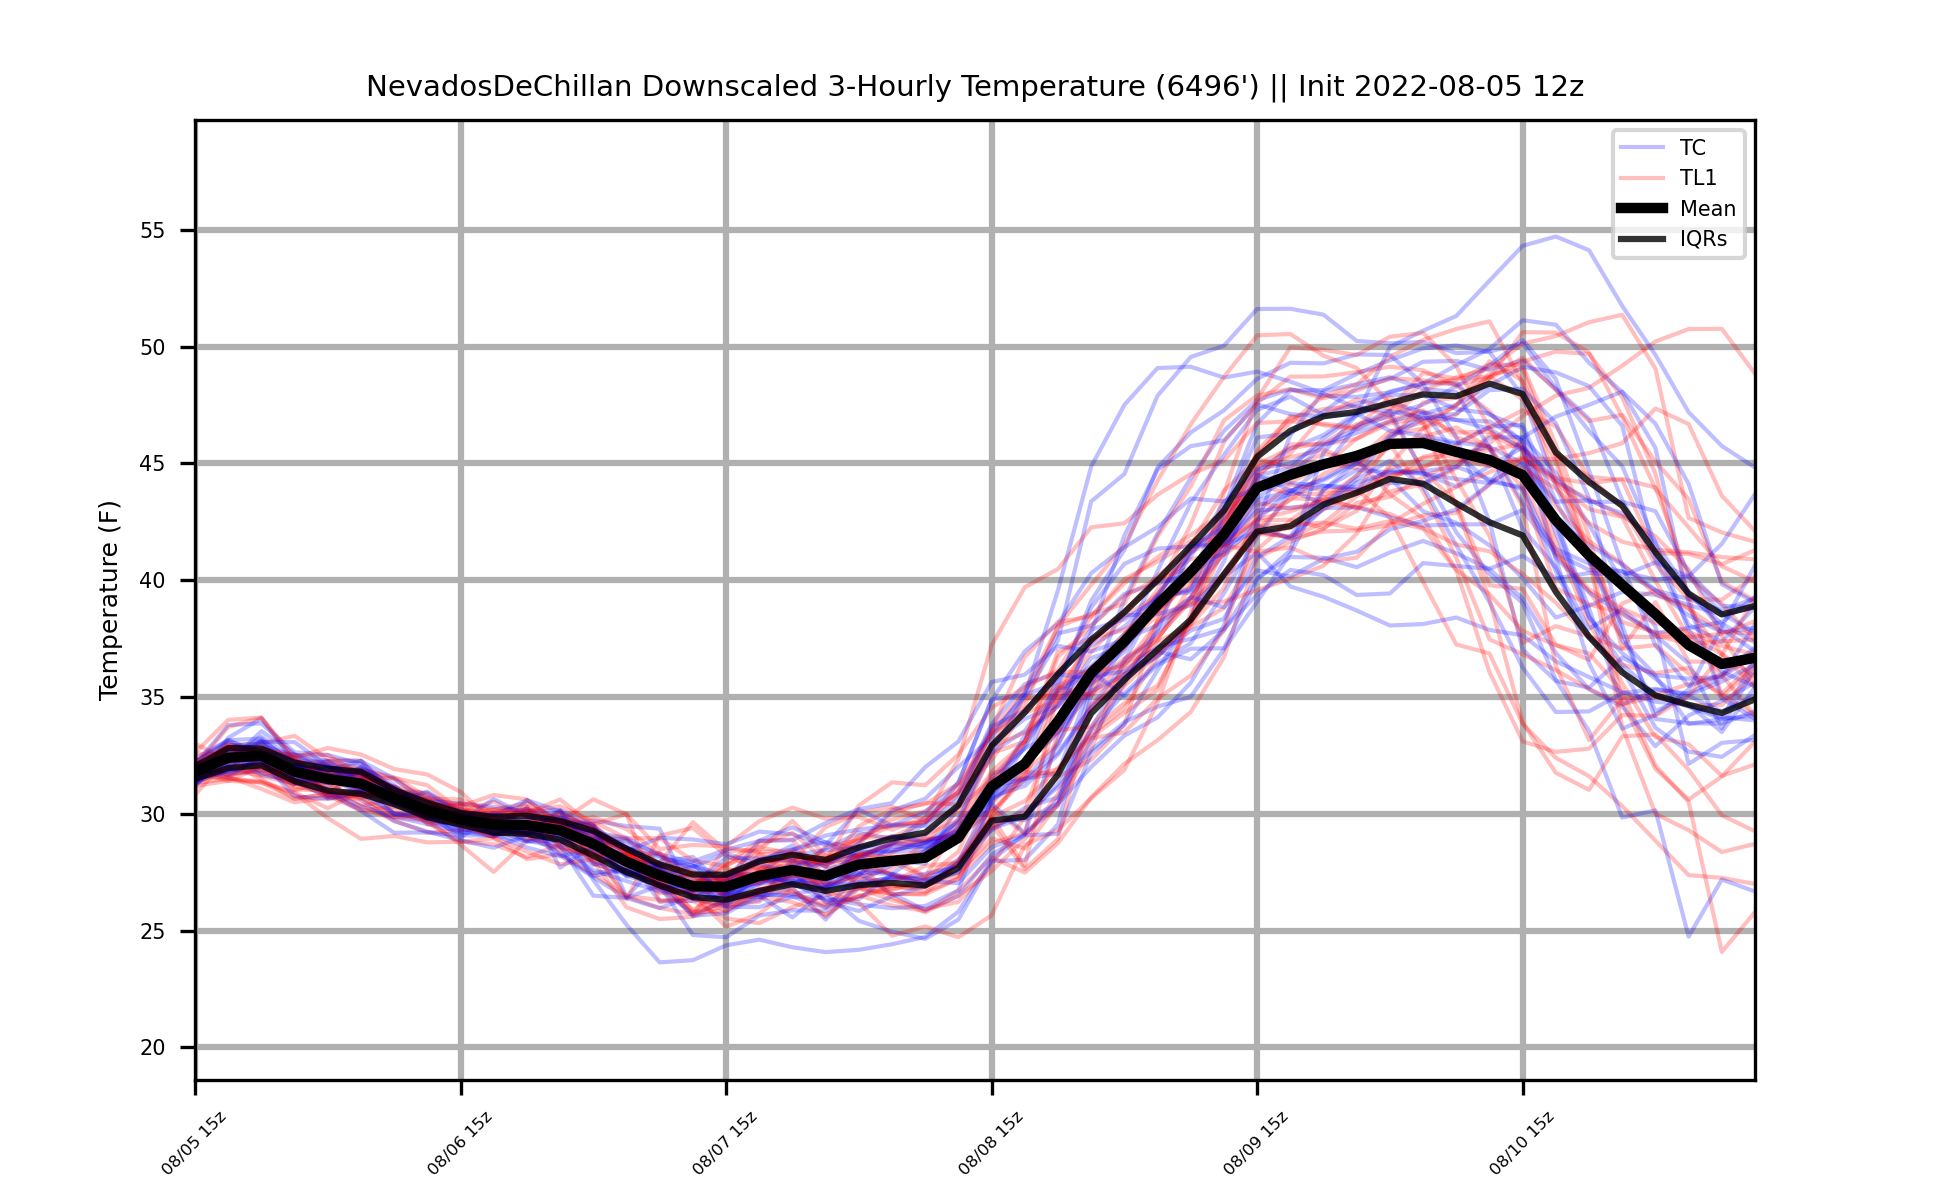 NevadosDeChillan Downscaled 3-Hourly Temperature (6496') || Init 2022-08-05 12z
TC
TL1
Mean
IQRs
Temperature (F)
55
50
45
40
35
30
25
20
08/05 15z
08/06 15z
08/07 15z
08/08 15z
08/09 15z
08/10 15z